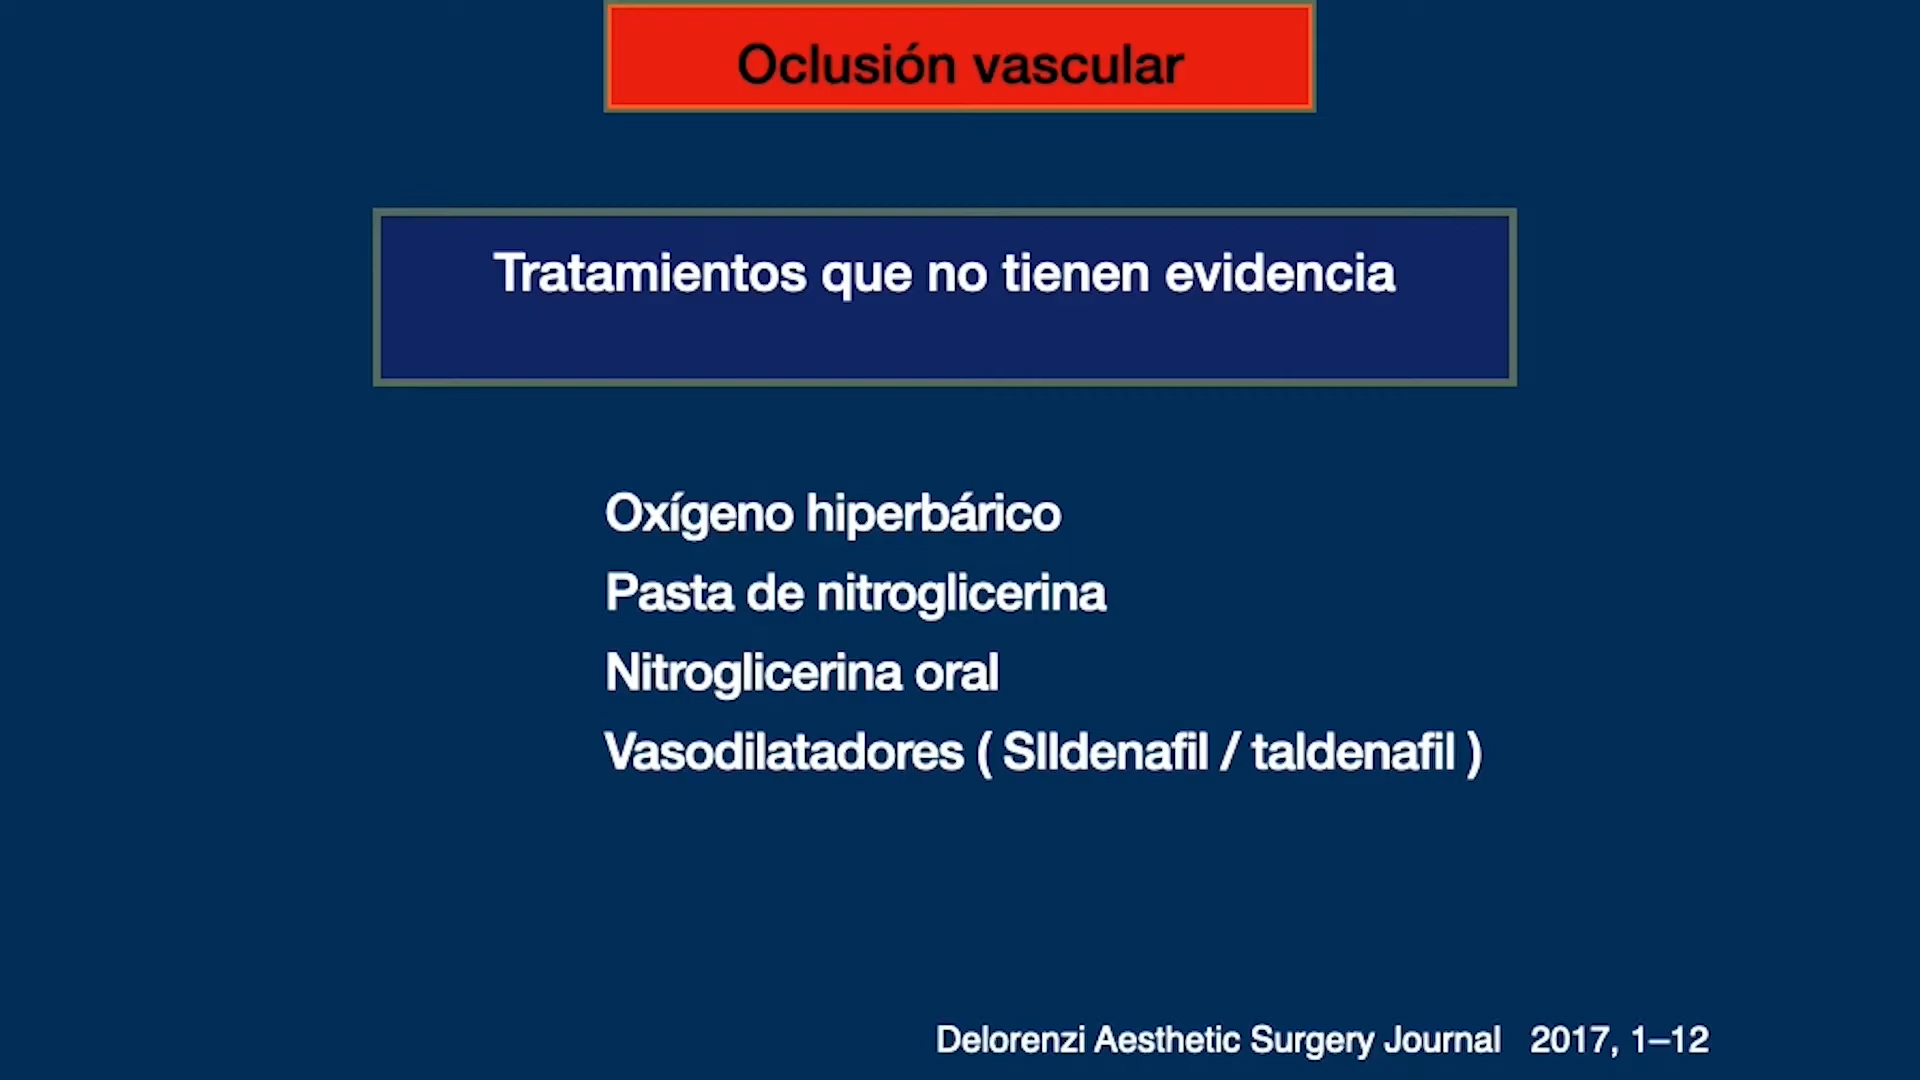 Oclusión vascular
Tratamientos que no tienen evidencia
Oxígeno hiperbárico
Pasta de nitroglicerina
Nitroglicerina oral
Vasodilatadores ( SIldenafil / taldenafil )
Delorenzi Aesthetic Surgery Journal 2017, 1–12